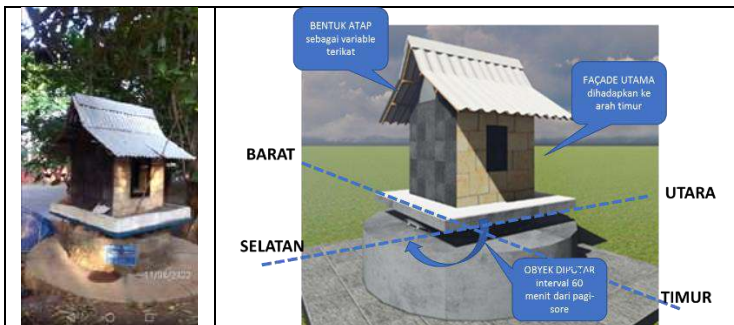 BENTUK ATAP
sebagai variable
terikat
FAÇADE UTAMA
dihadapkan ke
arah timur
BARAT
UTARA
SELATAN
OBYEK DIPUTAR
interval 60
menit dari pagi-
sore
TIMUR